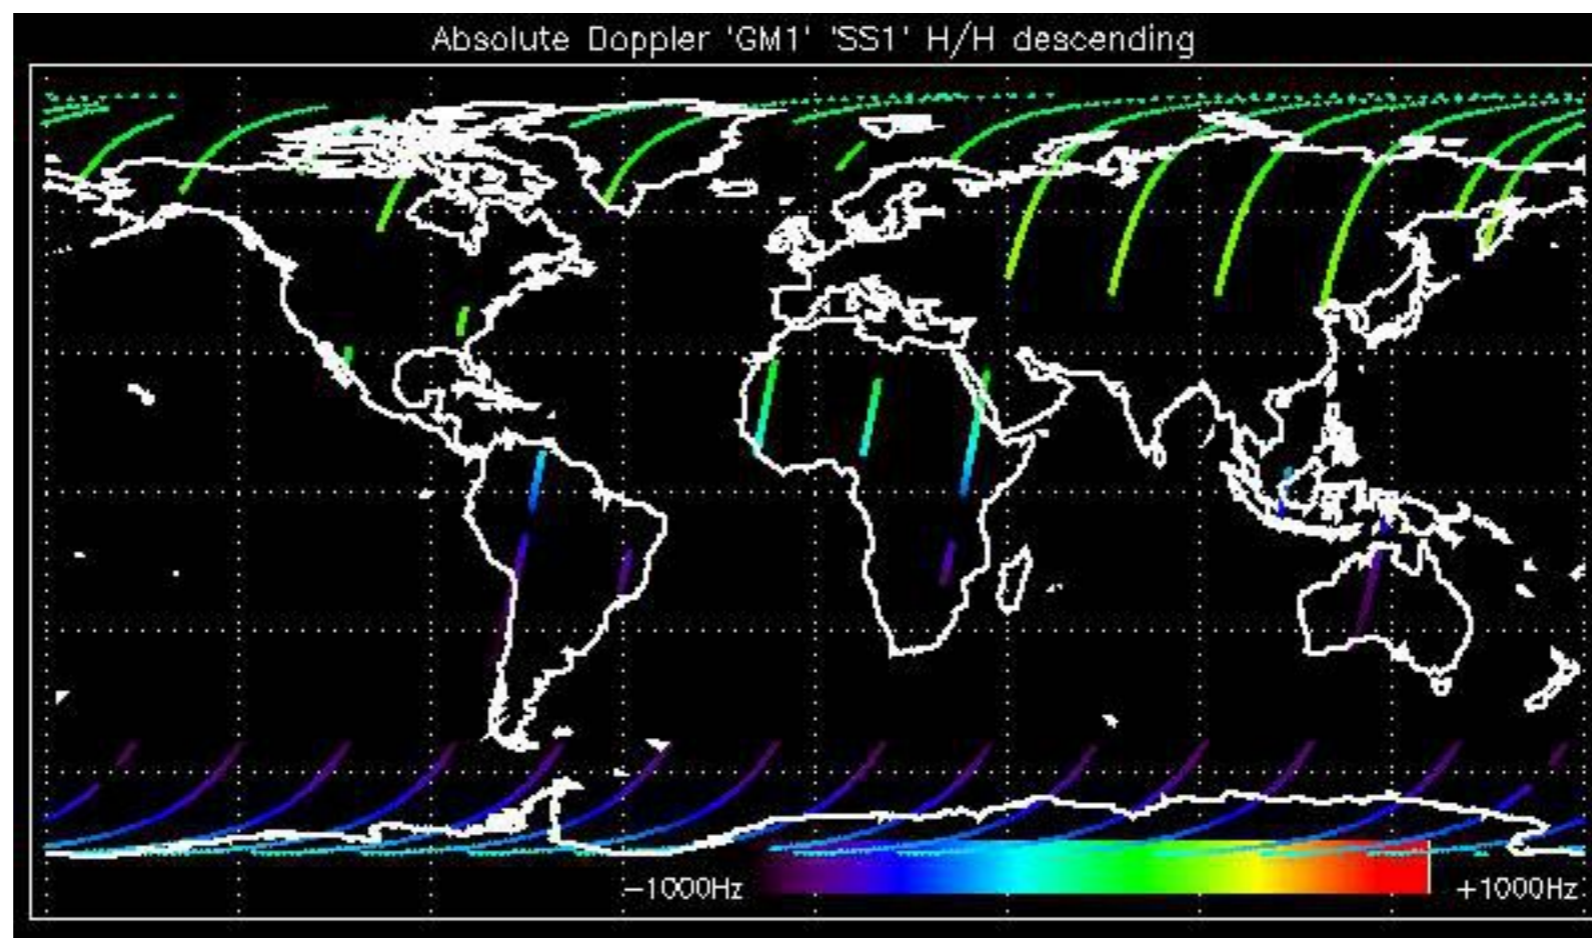 Absolute Doppler 'GM1' 'SS1' H/H descending
-1000Hz
+1000Hz